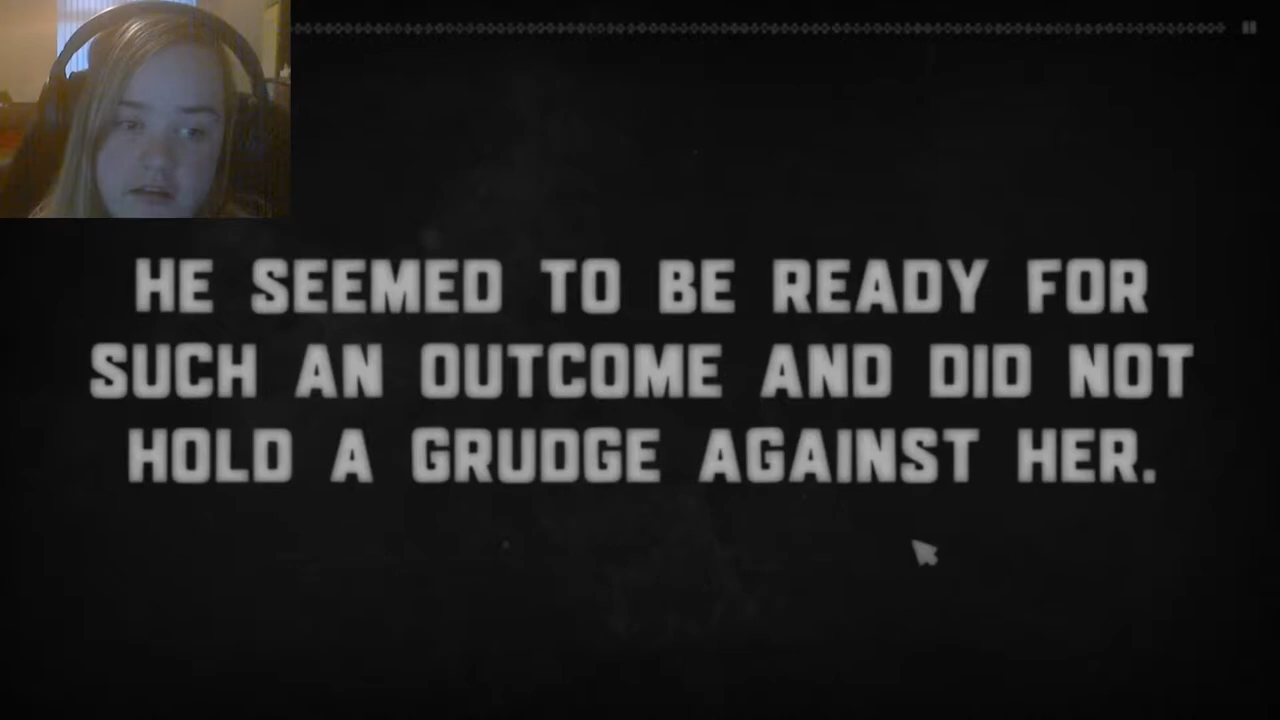 HE SEEMED TO BE READY FOR
SUCH AN OUTCOME AND DID NOT
HOLD A GRUDGE AGAINST HER.